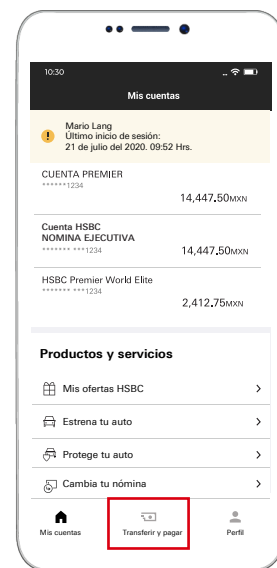 10:30
Mis cuentas
Mario Lang
Último inicio de sesión:
21 de julio del 2020. 09:52 Hrs.
CUENTA PREMIER
******1234
14,447.50MXN
Cuenta HSBC
NOMINA EJECUTIVA
******* ***1234
14,447.50MXN
HSBC Premier World Elite
******* ***1234
2,412.75MXN
Productos y servicios
Mis ofertas HSBC
Estrena tu auto
Protege tu auto
Cambia tu nómina
Mis cuentas
Transferir y pagar
Perfil